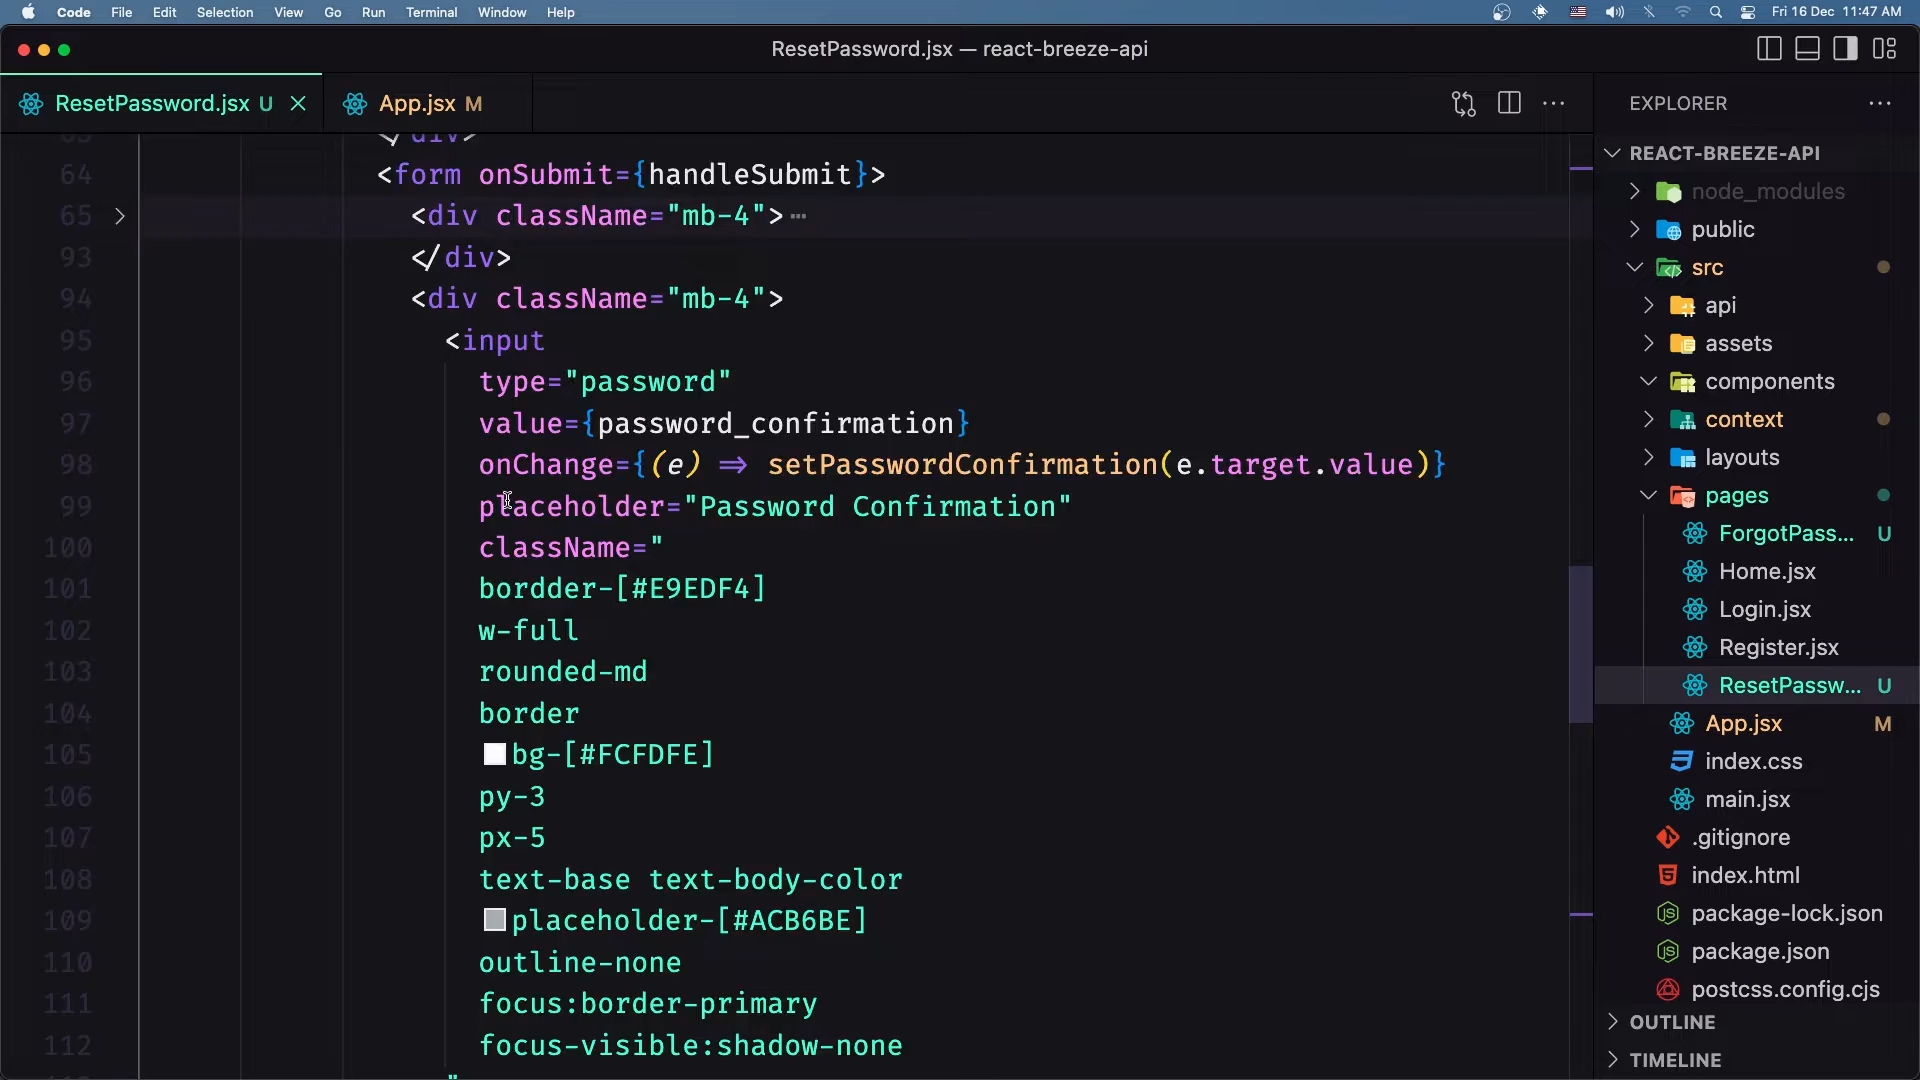 Code File Edit Selection View Go Run Terminal Window Help Fri 16 Dec 11:47 AM
ResetPassword.jsx — react-breeze-api
ResetPassword.jsx U App.jsx M
64 <form onSubmit={handleSubmit}>
65 <div className="mb-4">
93 </div>
94 <div className="mb-4">
95 <input
96 type="password"
97 value={password_confirmation}
98 onChange={(e) => setPasswordConfirmation(e.target.value)}
99 placeholder="Password Confirmation"
100 className="
101 bordder-[#E9EDF4]
102 w-full
103 rounded-md
104 border
105 bg-[#FCFDFE]
106 py-3
107 px-5
108 text-base text-body-color
109 placeholder-[#ACB6BE]
110 outline-none
111 focus:border-primary
112 focus-visible:shadow-none
EXPLORER
REACT-BREEZE-API
node_modules
public
src
api
assets
components
context
layouts
pages
ForgotPass... U
Home.jsx
Login.jsx
Register.jsx
ResetPassw... U
App.jsx M
index.css
main.jsx
.gitignore
index.html
package-lock.json
package.json
postcss.config.cjs
OUTLINE
TIMELINE